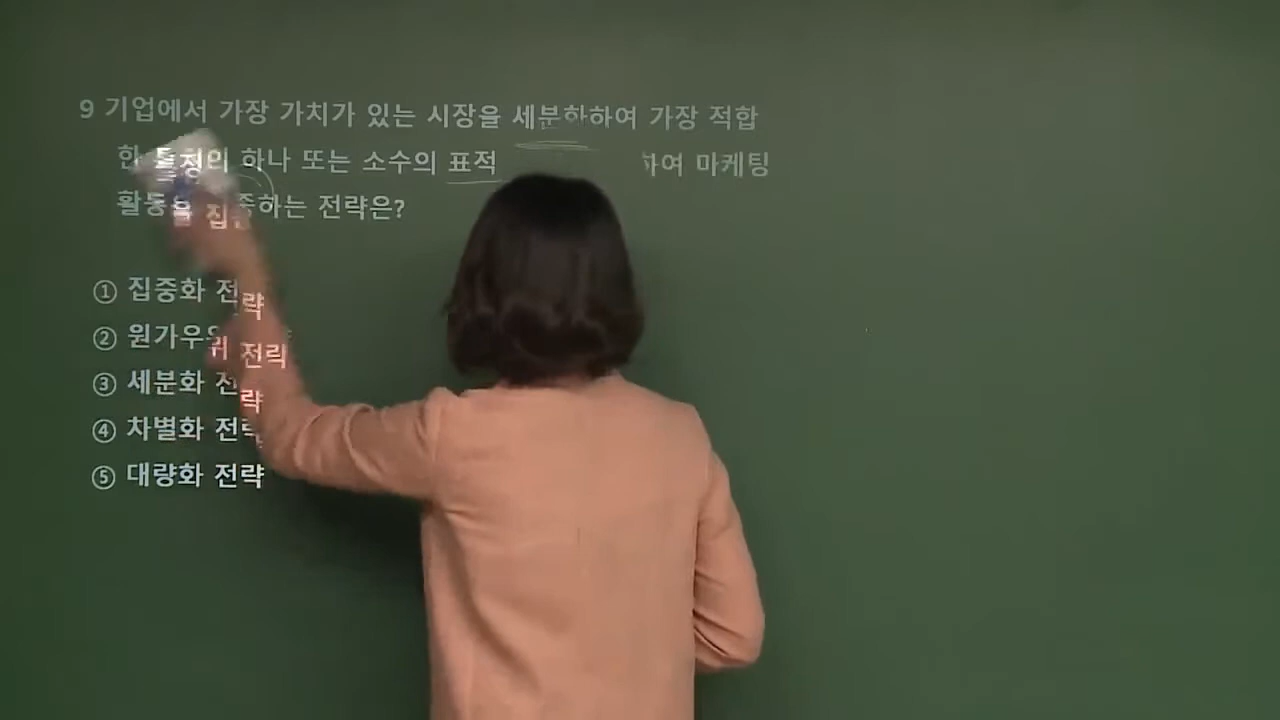 9 기업에서 가장 가치가 있는 시장을 세분화하여 가장 적합
한 특정의 하나 또는 소수의 표적 하여 마케팅
활동을 집중하는 전략은?
① 집중화 전략
② 원가우위 전략
③ 세분화 전략
④ 차별화 전략
⑤ 대량화 전략